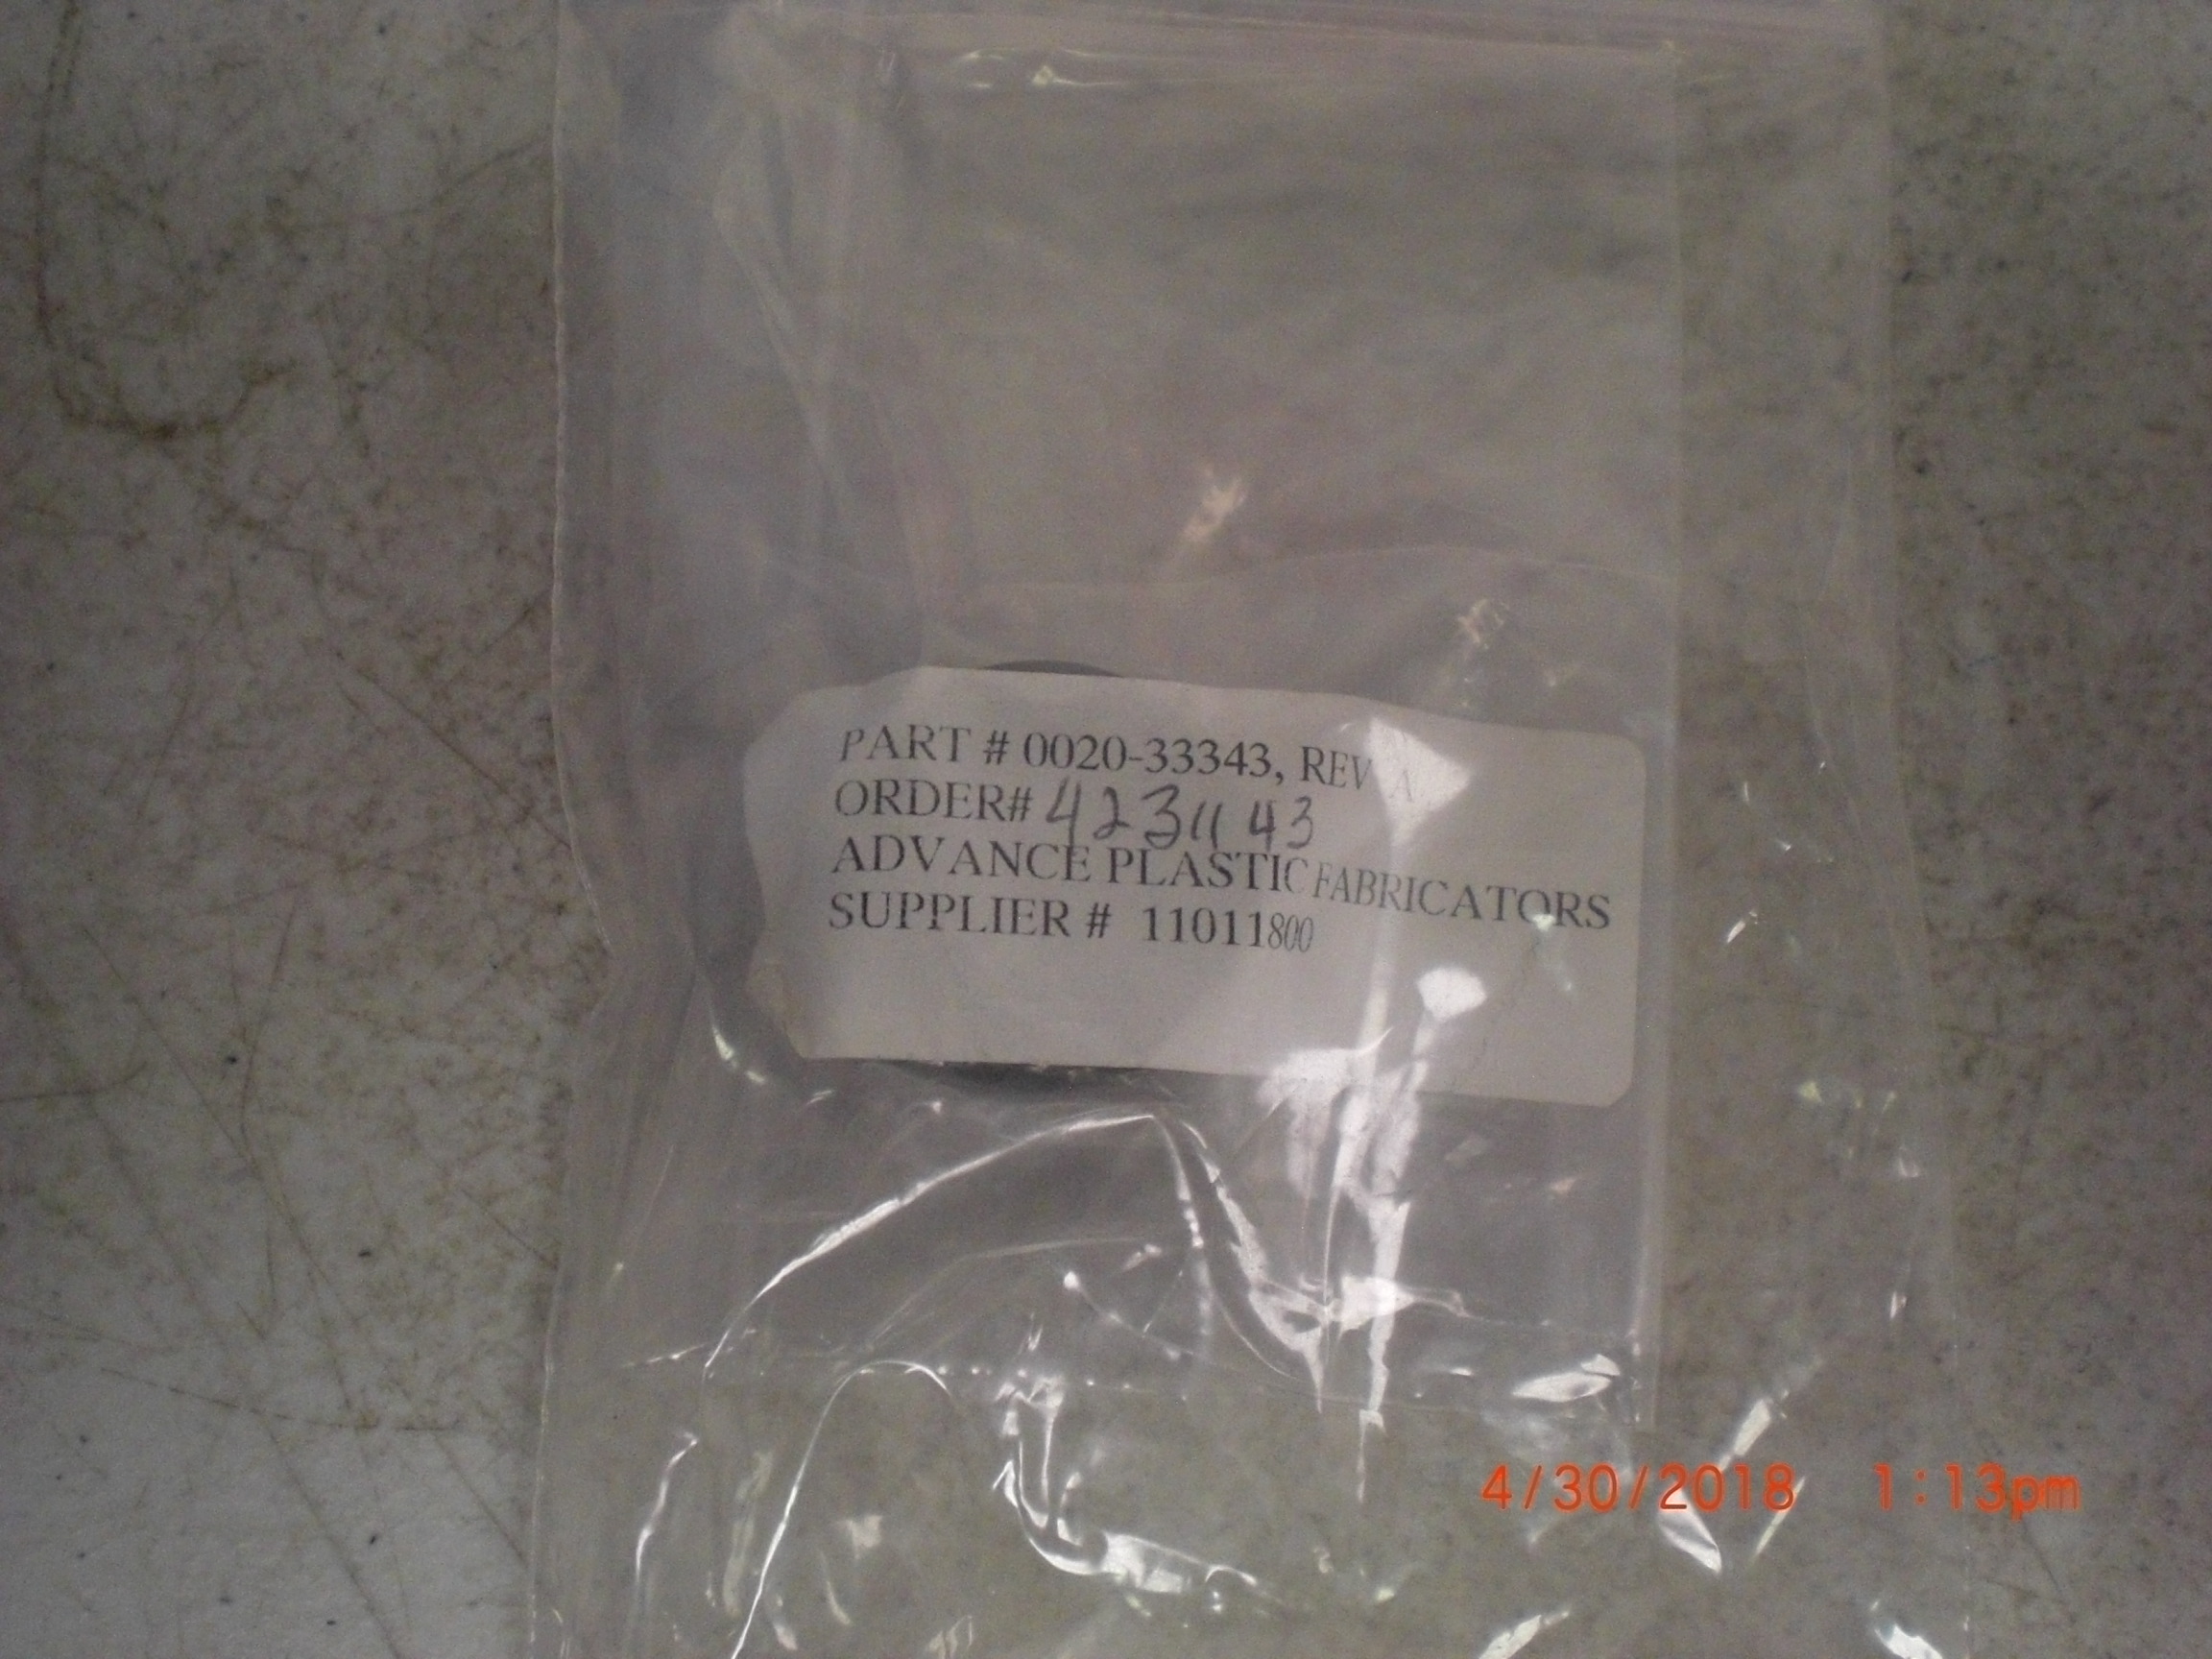 PART # 0020-33343, REV A
ORDER# 4231143
ADVANCE PLASTIC FABRICATORS
SUPPLIER # 11011800
4/30/2018 1:13pm